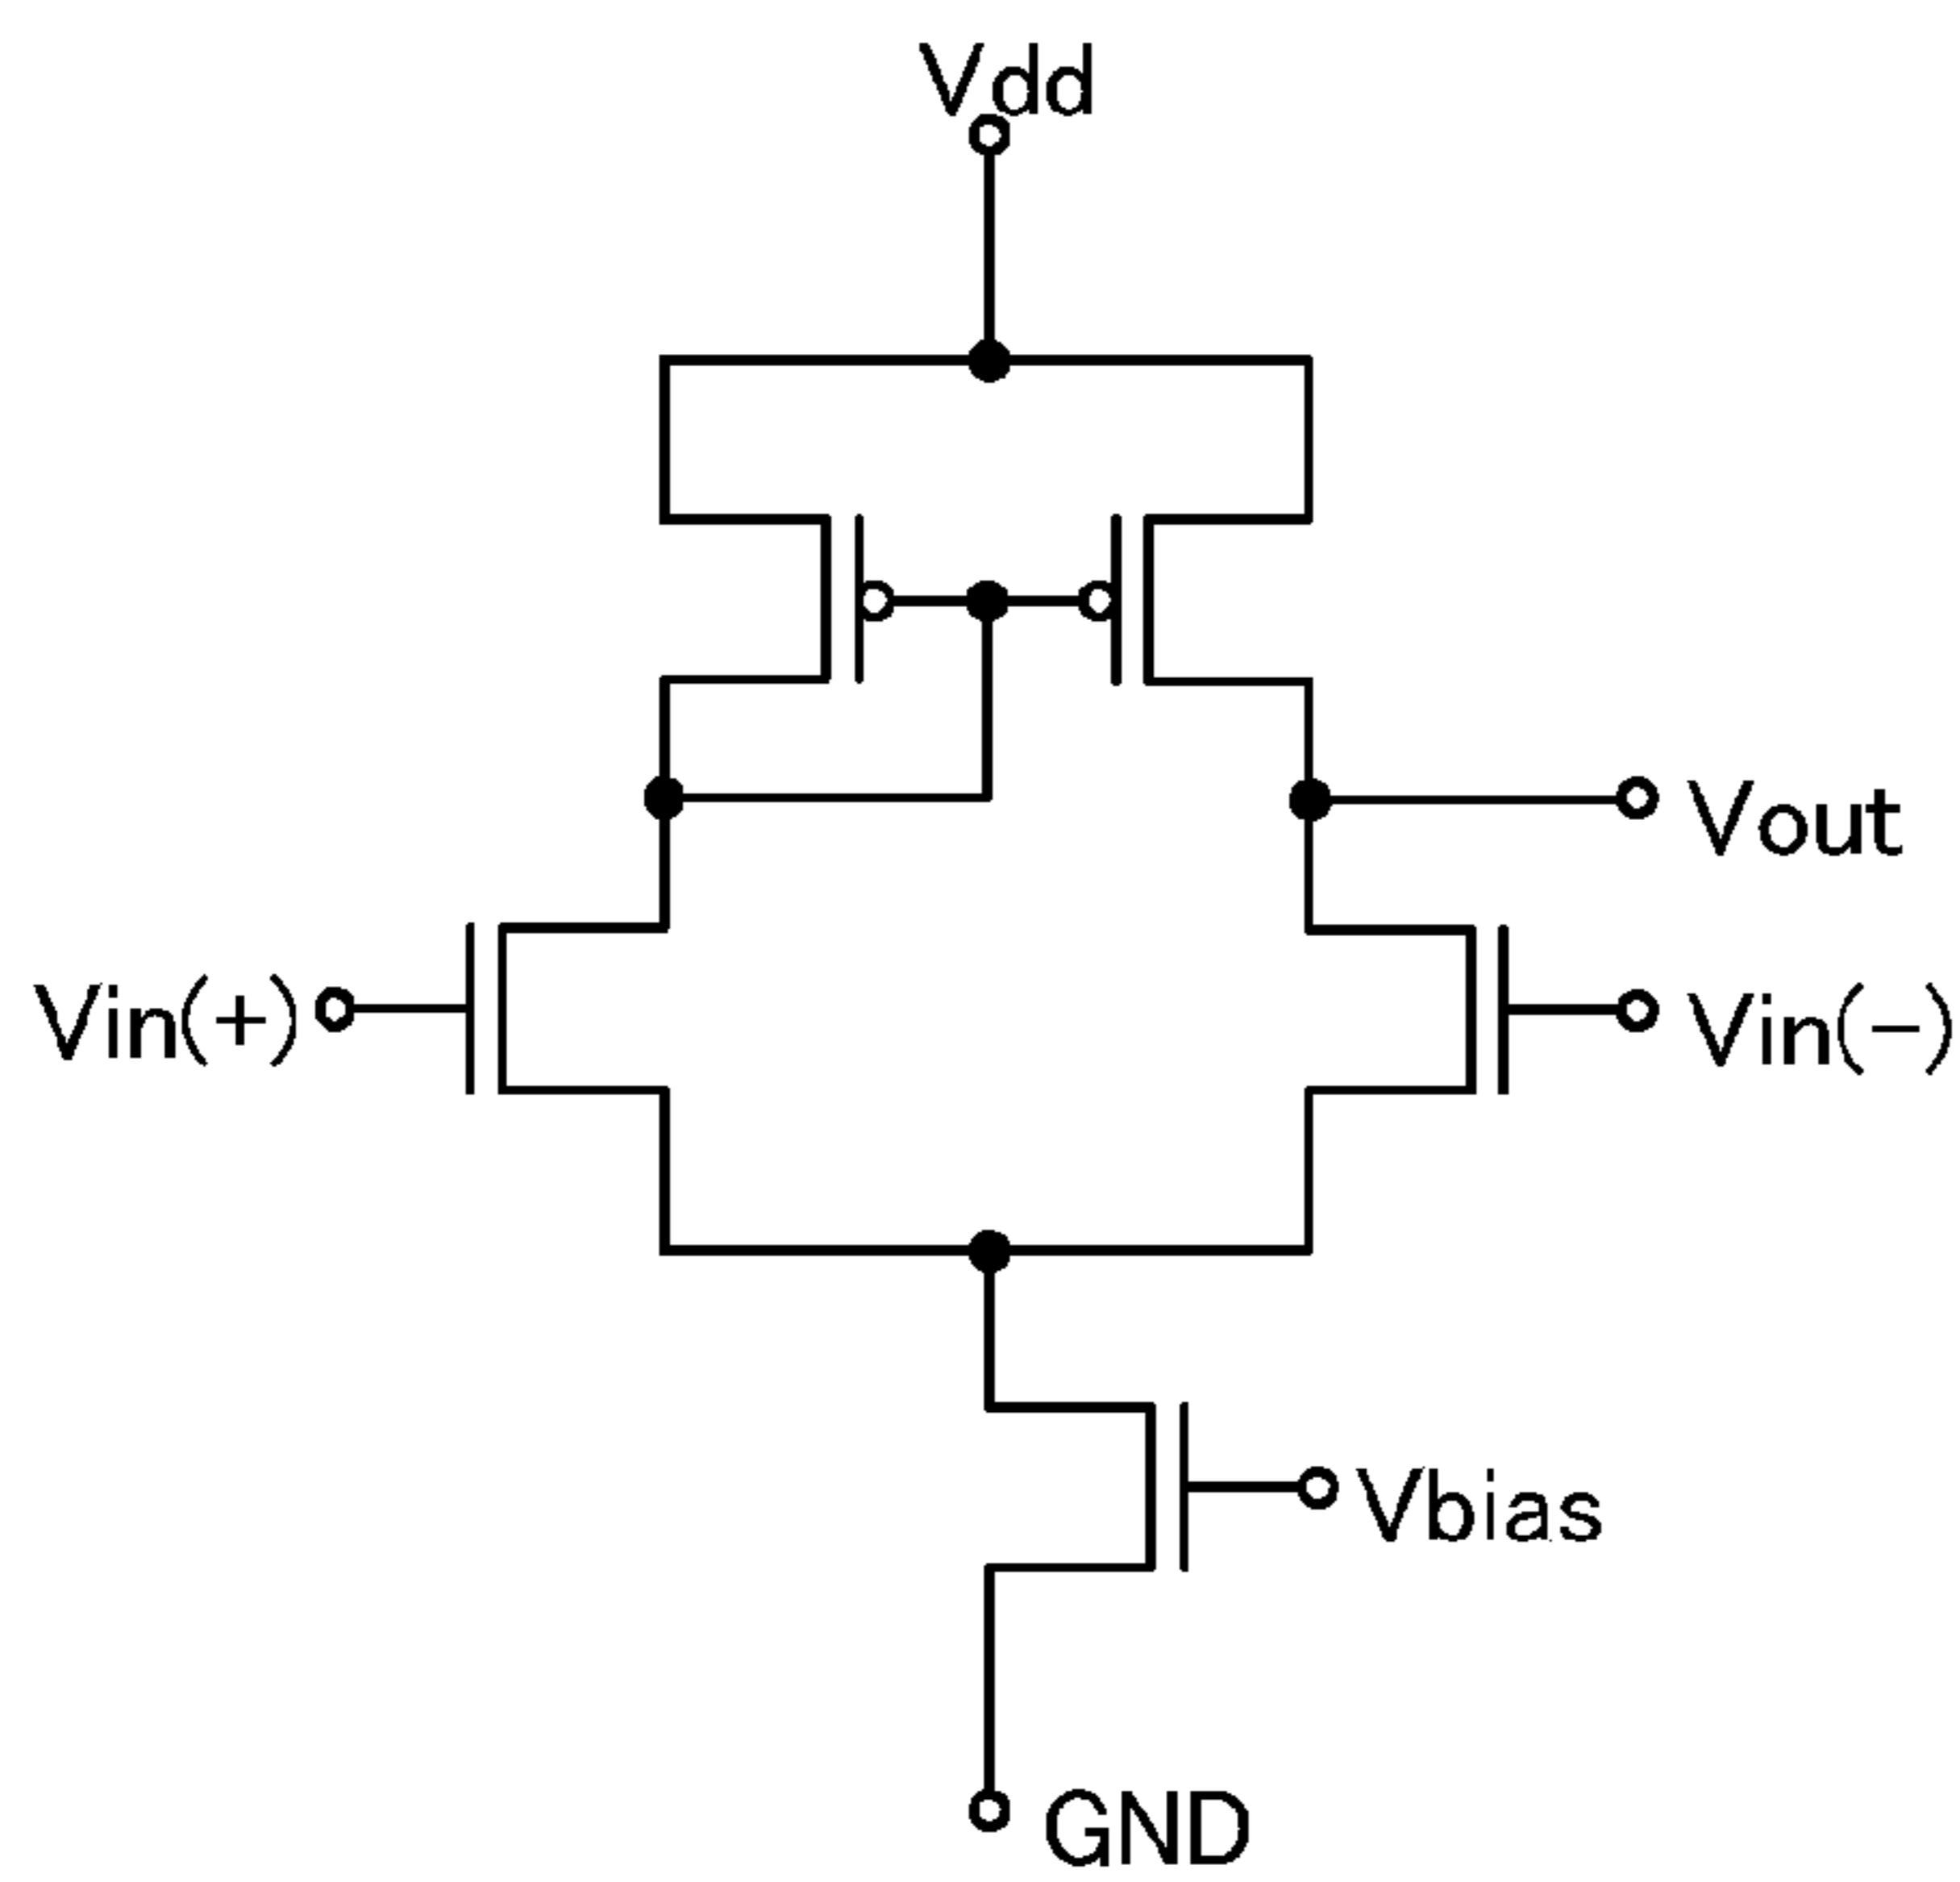 Vdd
Vout
Vin(+)
Vin(−)
Vbias
GND